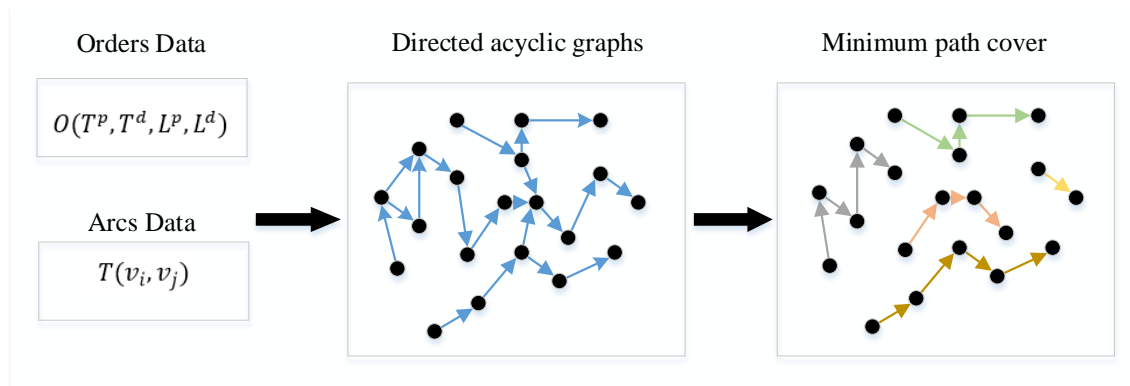 Orders Data
Directed acyclic graphs
Minimum path cover
O(T^p, T^d, L^p, L^d)
Arcs Data
T(v_i, v_j)